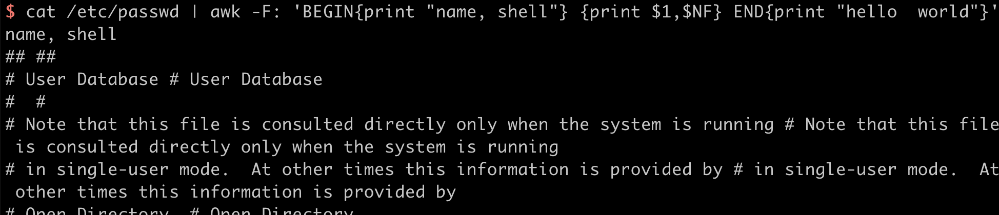 $ cat /etc/passwd | awk -F: 'BEGIN{print "name, shell"} {print $1,$NF} END{print "hello  world"}'
name, shell
## ##
# User Database # User Database
#  #
# Note that this file is consulted directly only when the system is running # Note that this file
 is consulted directly only when the system is running
# in single-user mode.  At other times this information is provided by # in single-user mode.  At
 other times this information is provided by
# Open Directory. # Open Directory.